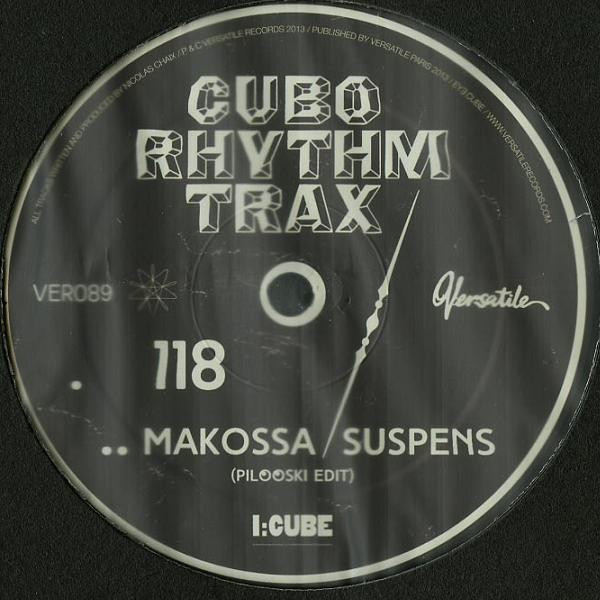 ALL TRACKS WRITTEN AND PRODUCED BY NICOLAS CHAIX / P & C VERSATILE RECORDS 2013 / PUBLISHED BY VERSATILE PARIS 2013 / EY3 CUBE / WWW.VERSATILERECORDS.COM
CUBO
RHYTHM
TRAX
VER089
Versatile
118
MAKOSSA / SUSPENS
(PILOOSKI EDIT)
I:CUBE